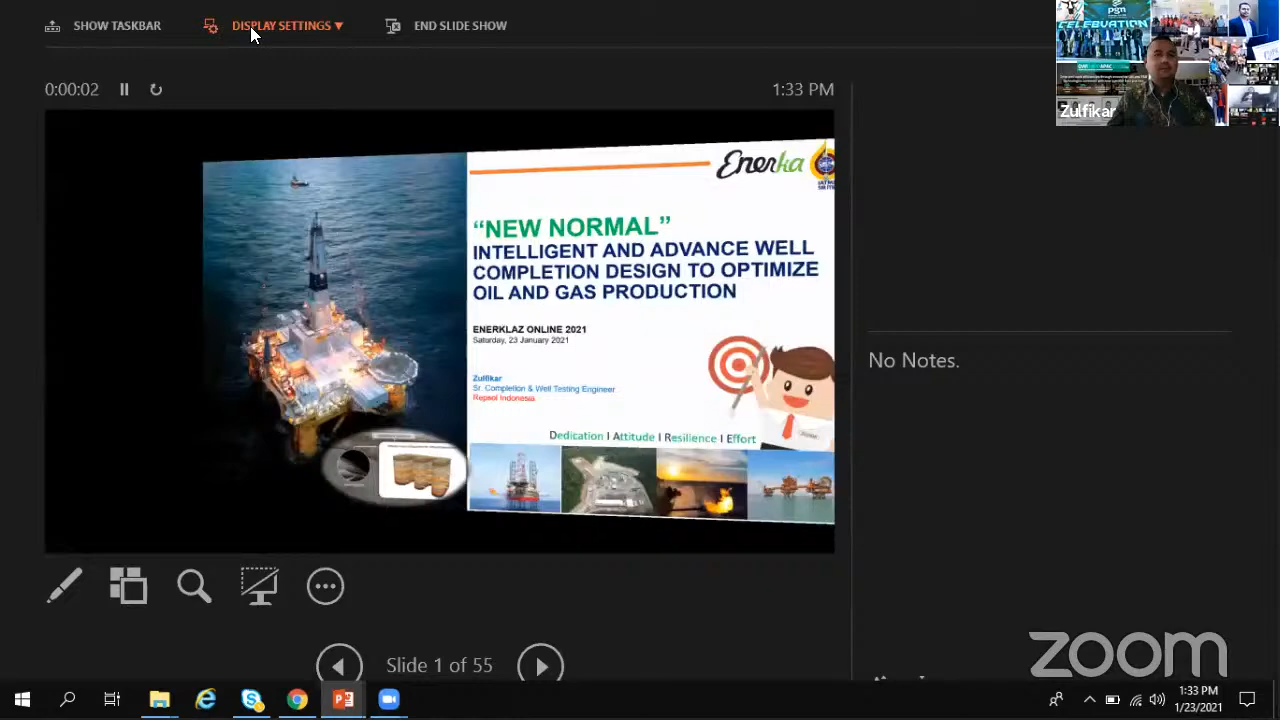 SHOW TASKBAR
DISPLAY SETTINGS ▼
D SLIDE SHOW
0:00:02
1:33 PM
Enerka
"NEW NORMAL"
INTELLIGENT AND ADVANCE WELL
COMPLETION DESIGN TO OPTIMIZE
OIL AND GAS PRODUCTION
ENERKLAZ ONLINE 2021
Saturday, 23 January 2021
Zulfikar
Sr. Completion & Well Testing Engineer
Repsol Indonesia
Dedication I Attitude I Resilience I Effort
No Notes.
Slide 1 of 55
pgn
CELEBVATION
Zulfikar
zoom
1:33 PM
1/23/2021